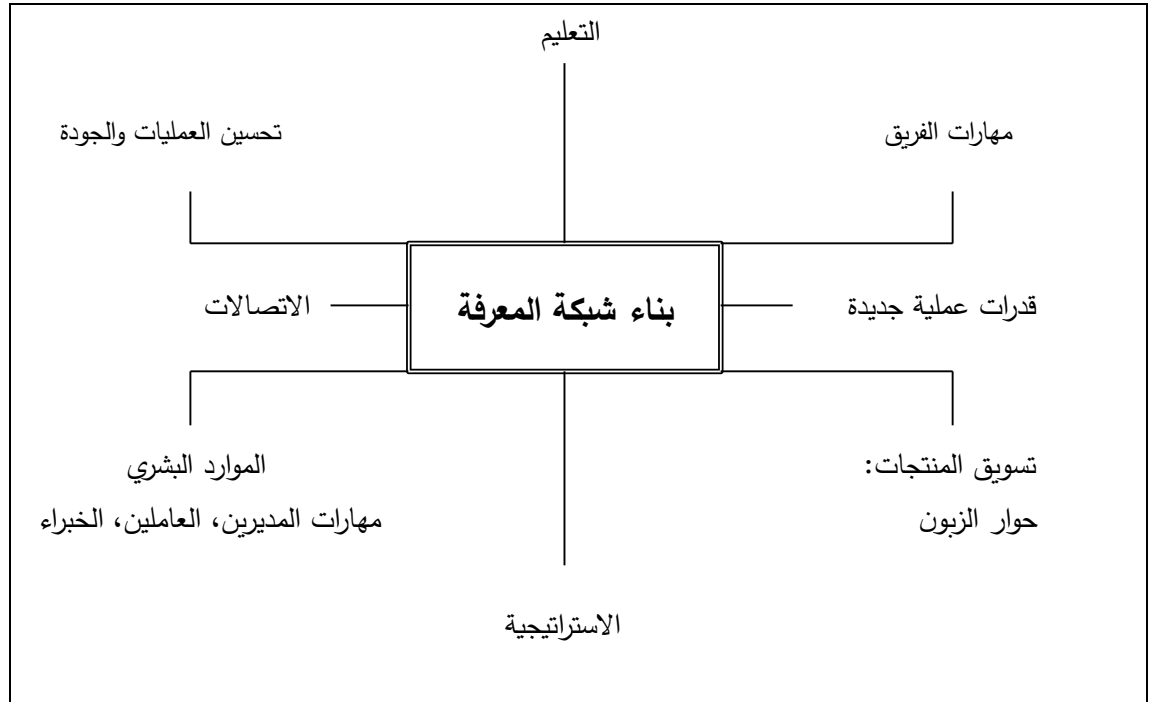 التعليم
مهارات الفريق
تحسين العمليات والجودة
قدرات عملية جديدة
بناء شبكة المعرفة
الاتصالات
تسويق المنتجات:
حوار الزبون
الموارد البشري
مهارات المديرين، العاملين، الخبراء
الاستراتيجية